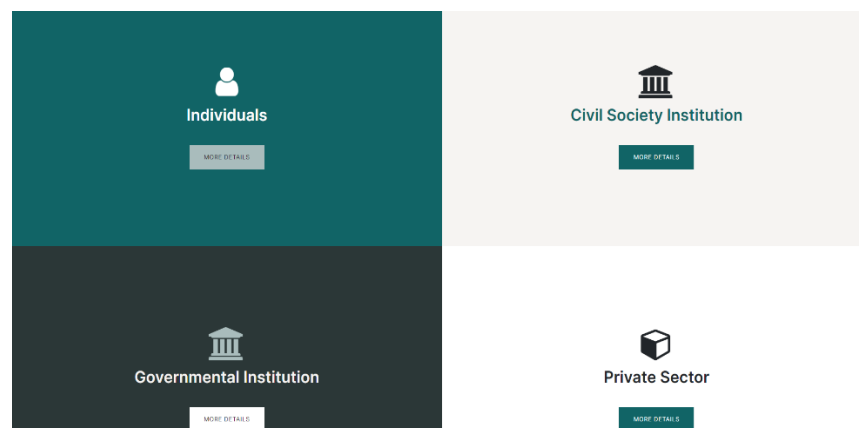 Individuals
MORE DETAILS
Civil Society Institution
MORE DETAILS
Governmental Institution
MORE DETAILS
Private Sector
MORE DETAILS